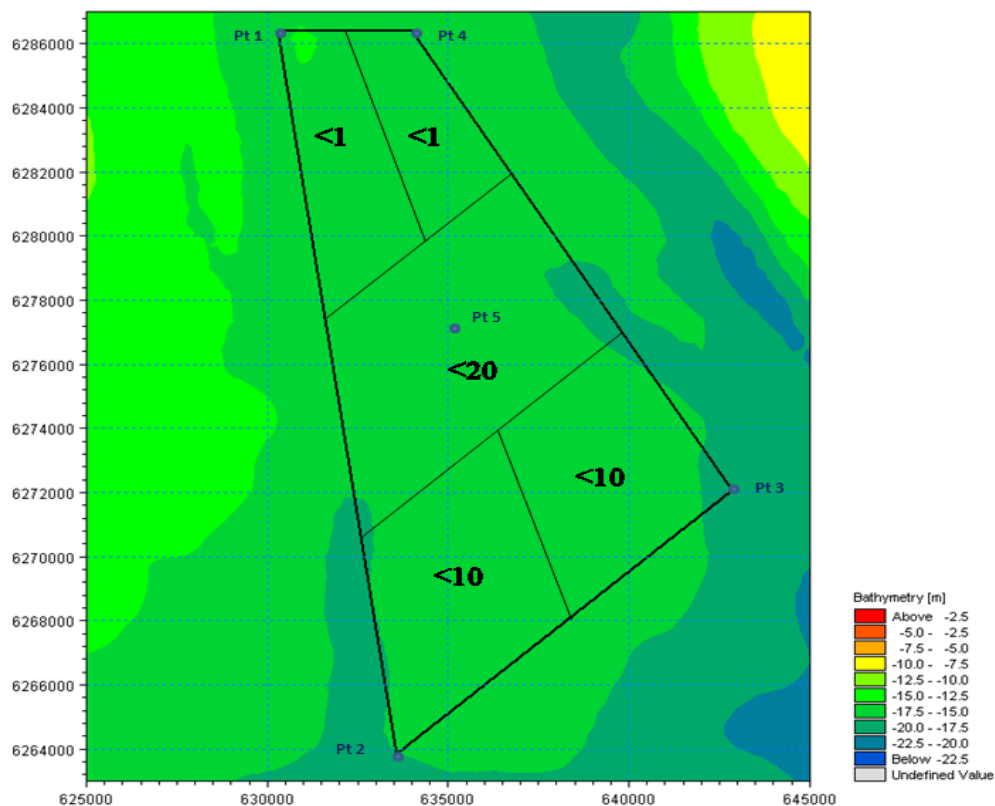 6286000
Pt 1
Pt 4
6284000
<1
<1
6282000
6280000
6278000
Pt 5
6276000
<20
6274000
<10
6272000
Pt 3
6270000
<10
6268000
6266000
6264000
Pt 2
625000
630000
635000
640000
645000
Bathymetry [m]
Above -2.5
-5.0 - -2.5
-7.5 - -5.0
-10.0 - -7.5
-12.5 - -10.0
-15.0 - -12.5
-17.5 - -15.0
-20.0 - -17.5
-22.5 - -20.0
Below -22.5
Undefined Value